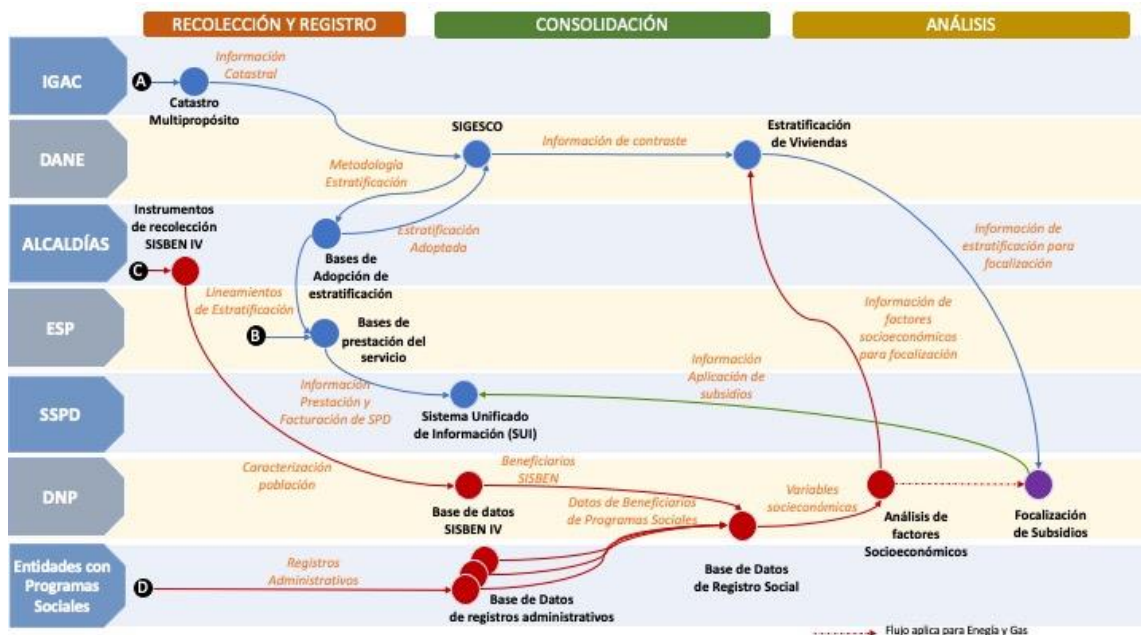 RECOLECCIÓN Y REGISTRO
CONSOLIDACIÓN
ANÁLISIS
IGAC
A
Información
Catastral
Catastro
Multipropósito
DANE
SIGESCO
Información de contraste
Estratificación
de Viviendas
Metodología
Estratificación
ALCALDÍAS
Instrumentos
de recolección
SISBEN IV
C
Estratificación
Adoptada
Bases de
Adopción de
estratificación
Información de
estratificación para
focalización
ESP
Lineamientos
de Estratificación
B
Bases de
prestación del
servicio
Información de
factores
socioeconómicos
para focalización
SSPD
Información
Prestación y
Facturación de SPD
Sistema Unificado
de Información (SUI)
Información
Aplicación de
subsidios
DNP
Caracterización
población
Beneficiarios
SISBEN
Base de datos
SISBEN IV
Datos de Beneficiarios
de Programas Sociales
Variables
socioeconómicas
Análisis de
factores
Socioeconómicos
Focalización
de Subsidios
Entidades con
Programas
Sociales
D
Registros
Administrativos
Base de Datos
de registros administrativos
Base de Datos
de Registro Social
Flujo aplica para Enegía y Gas